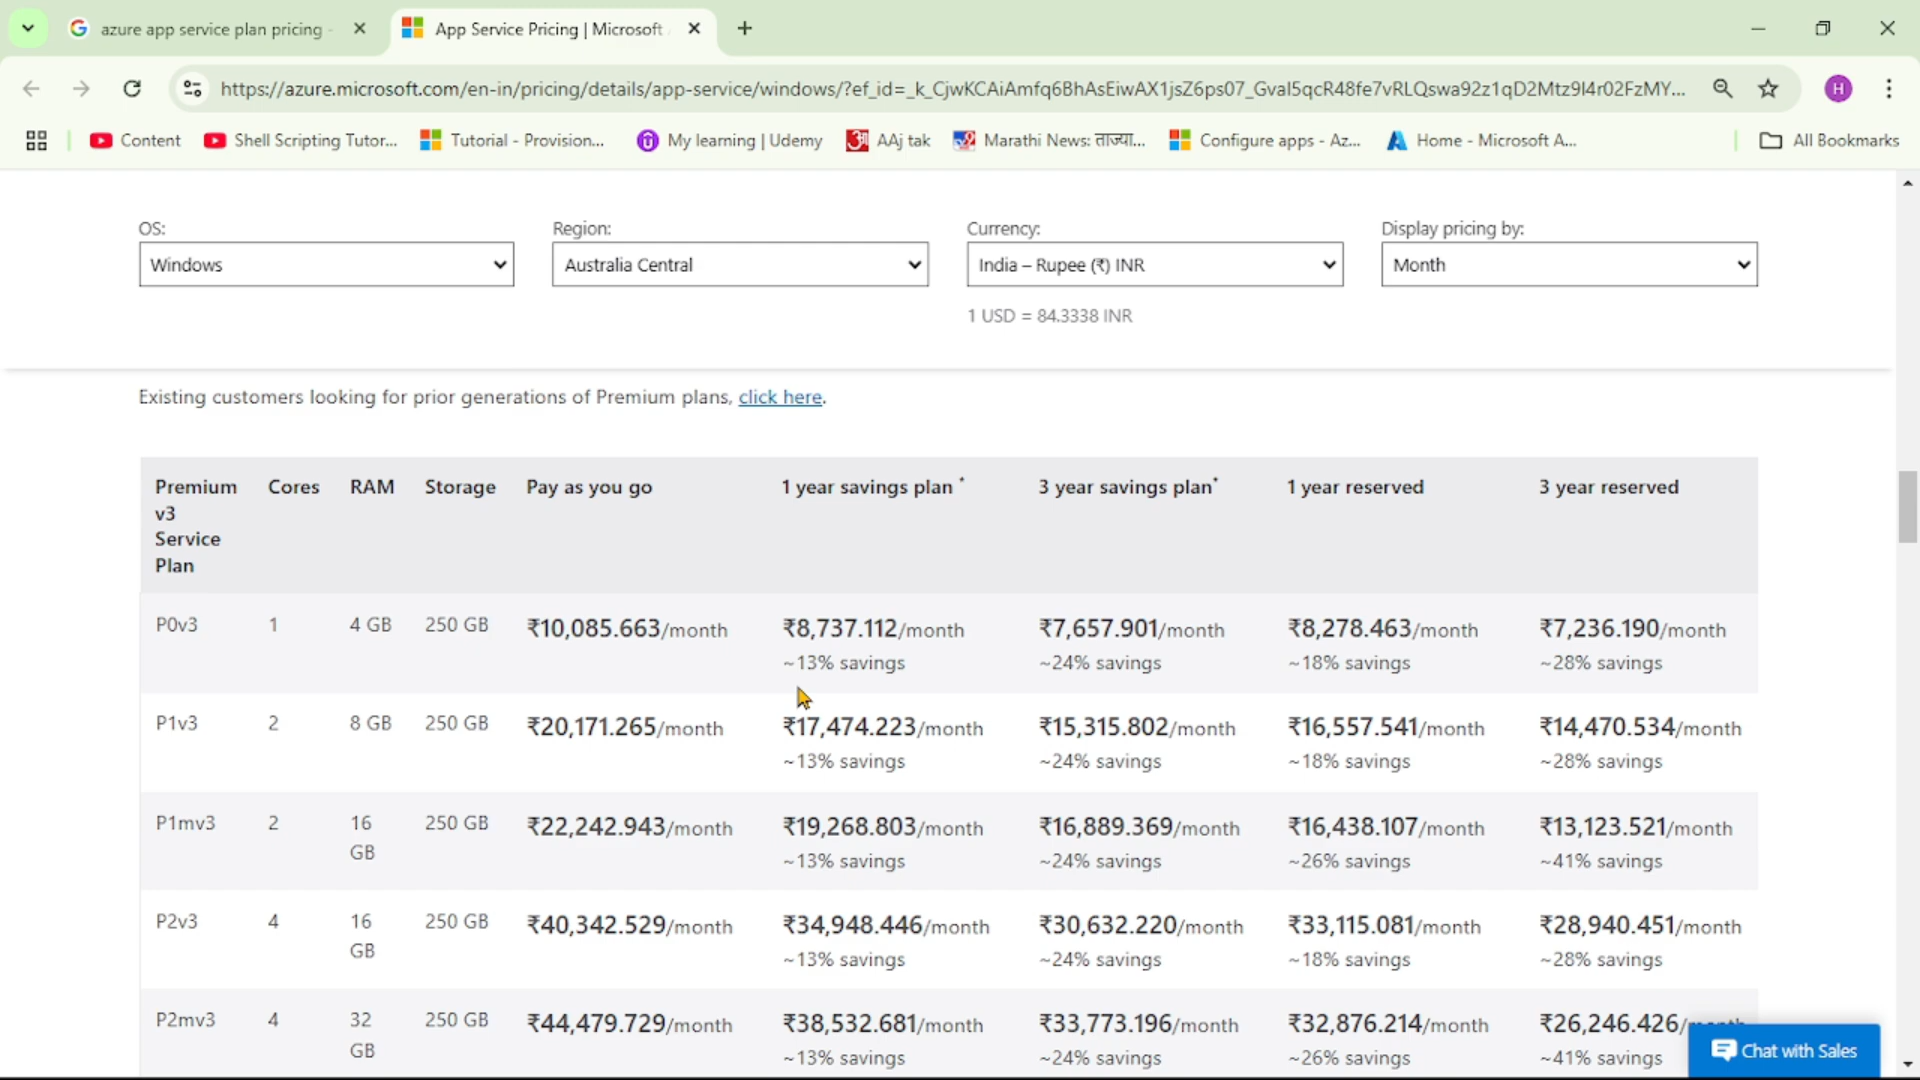 azure app service plan pricing -
App Service Pricing | Microsoft
https://azure.microsoft.com/en-in/pricing/details/app-service/windows/?ef_id=_k_CjwKCAiAmfq6BhAsEiwAX1jsZ6ps07_Gval5qcR48fe7vRLQswa92z1qD2Mtz9l4r02FzMY...
H
Content
Shell Scripting Tutor...
Tutorial - Provision...
My learning | Udemy
AAj tak
Marathi News: ताज्या...
Configure apps - Az...
Home - Microsoft A...
All Bookmarks
OS:
Region:
Currency:
Display pricing by:
Windows
Australia Central
India – Rupee (₹) INR
Month
1 USD = 84.3338 INR
Existing customers looking for prior generations of Premium plans, click here.
Premium v3 Service Plan Cores RAM Storage Pay as you go 1 year savings plan * 3 year savings plan* 1 year reserved 3 year reserved
P0v3 1 4 GB 250 GB ₹10,085.663/month ₹8,737.112/month ₹7,657.901/month ₹8,278.463/month ₹7,236.190/month
~13% savings ~24% savings ~18% savings ~28% savings
P1v3 2 8 GB 250 GB ₹20,171.265/month ₹17,474.223/month ₹15,315.802/month ₹16,557.541/month ₹14,470.534/month
~13% savings ~24% savings ~18% savings ~28% savings
P1mv3 2 16 GB 250 GB ₹22,242.943/month ₹19,268.803/month ₹16,889.369/month ₹16,438.107/month ₹13,123.521/month
~13% savings ~24% savings ~26% savings ~41% savings
P2v3 4 16 GB 250 GB ₹40,342.529/month ₹34,948.446/month ₹30,632.220/month ₹33,115.081/month ₹28,940.451/month
~13% savings ~24% savings ~18% savings ~28% savings
P2mv3 4 32 GB 250 GB ₹44,479.729/month ₹38,532.681/month ₹33,773.196/month ₹32,876.214/month ₹26,246.426/month
~13% savings ~24% savings ~26% savings ~41% savings
Chat with Sales